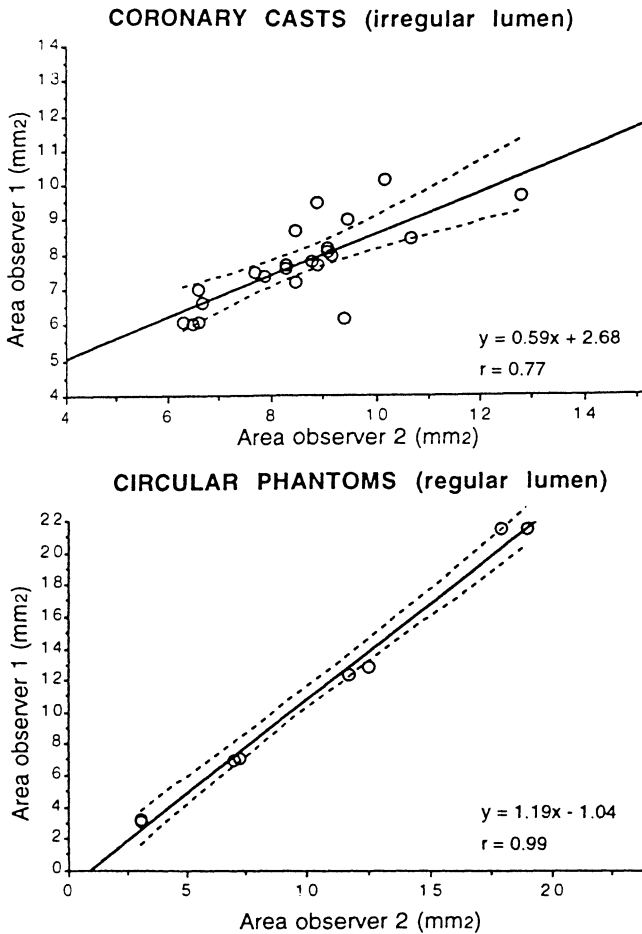 CORONARY CASTS (irregular lumen)
14
13
12
11
10
9
8
7
6
5
4
Area observer 1 (mm2)
y = 0.59x + 2.68
r = 0.77
4 6 8 10 12 14
Area observer 2 (mm2)
CIRCULAR PHANTOMS (regular lumen)
22
20
18
16
14
12
10
8
6
4
2
0
Area observer 1 (mm2)
y = 1.19x - 1.04
r = 0.99
0 5 10 15 20
Area observer 2 (mm2)